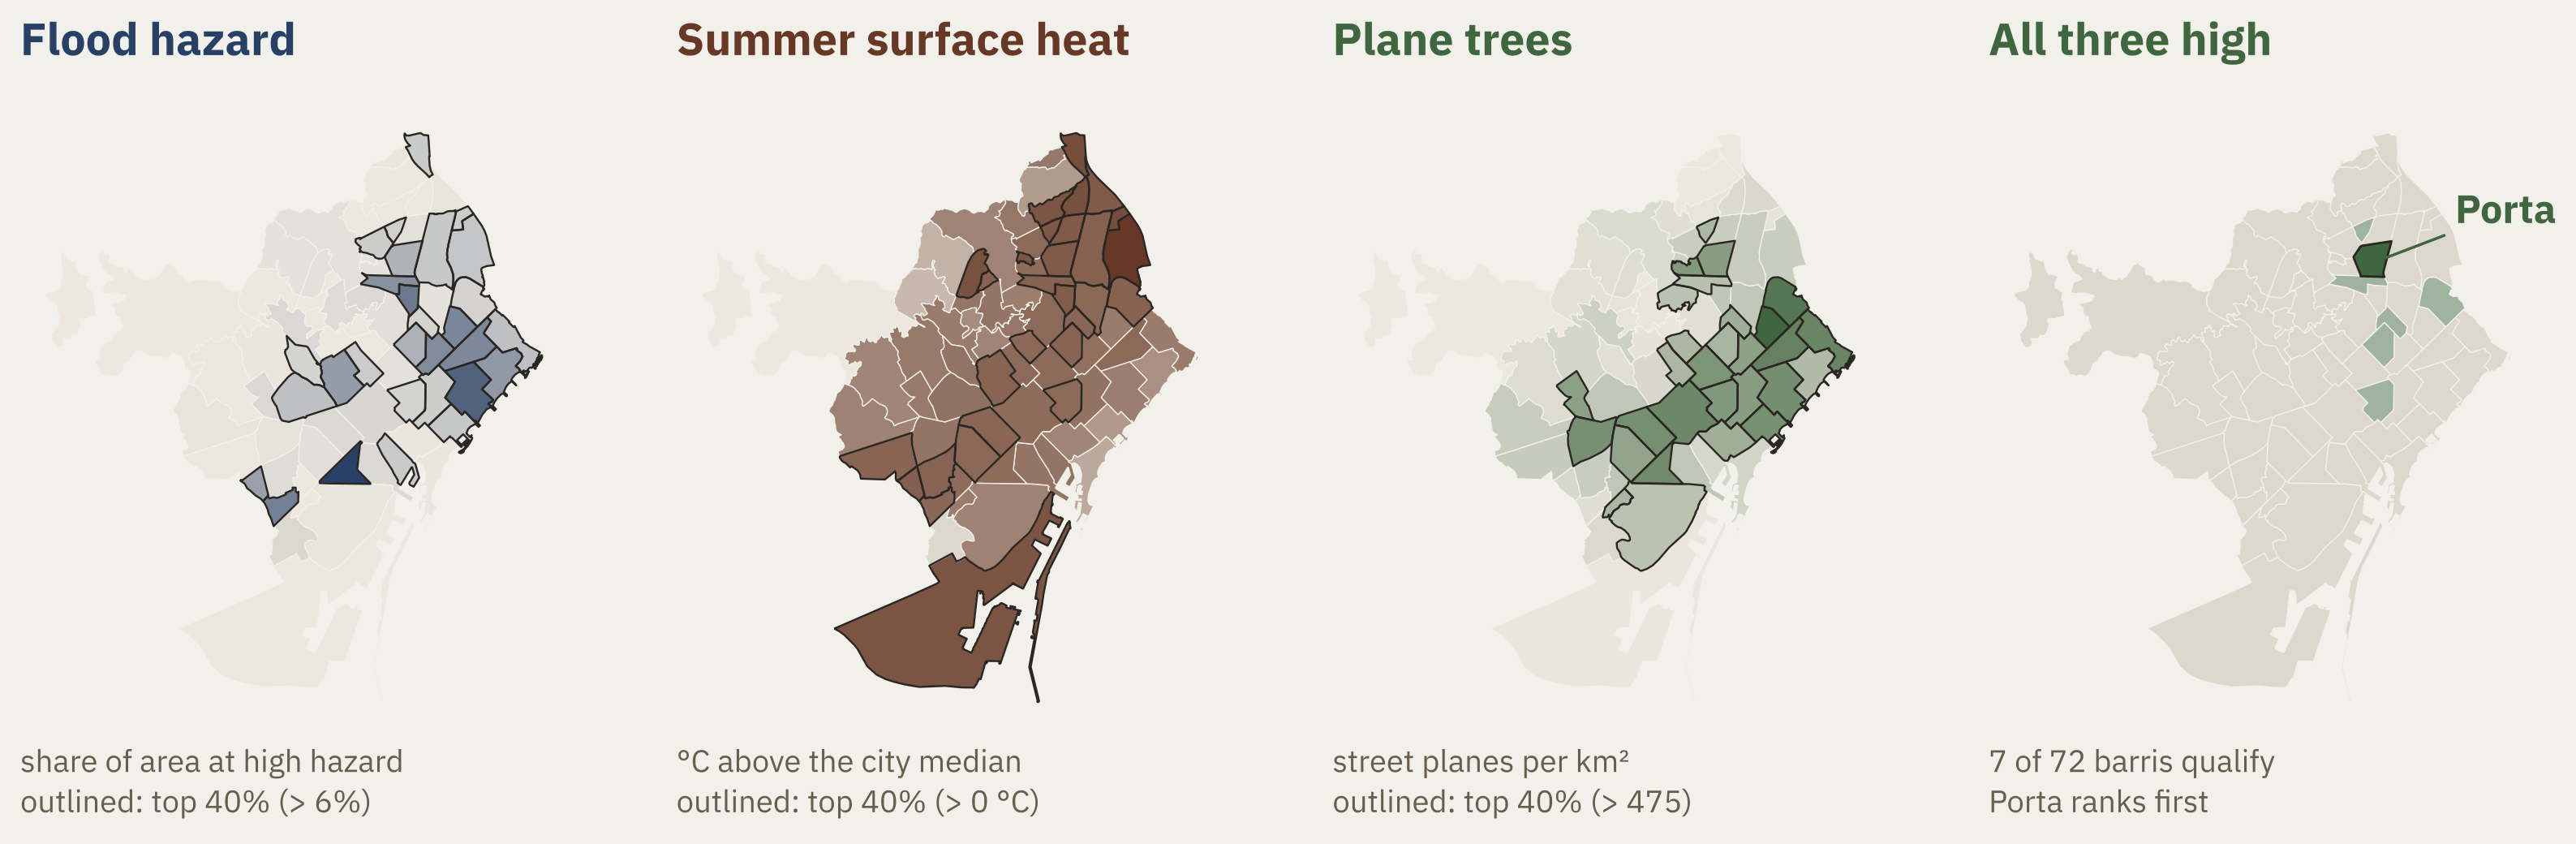 Flood hazard
Summer surface heat
Plane trees
All three high
Porta
share of area at high hazard
outlined: top 40% (> 6%)
°C above the city median
outlined: top 40% (> 0 °C)
street planes per km²
outlined: top 40% (> 475)
7 of 72 barris qualify
Porta ranks first